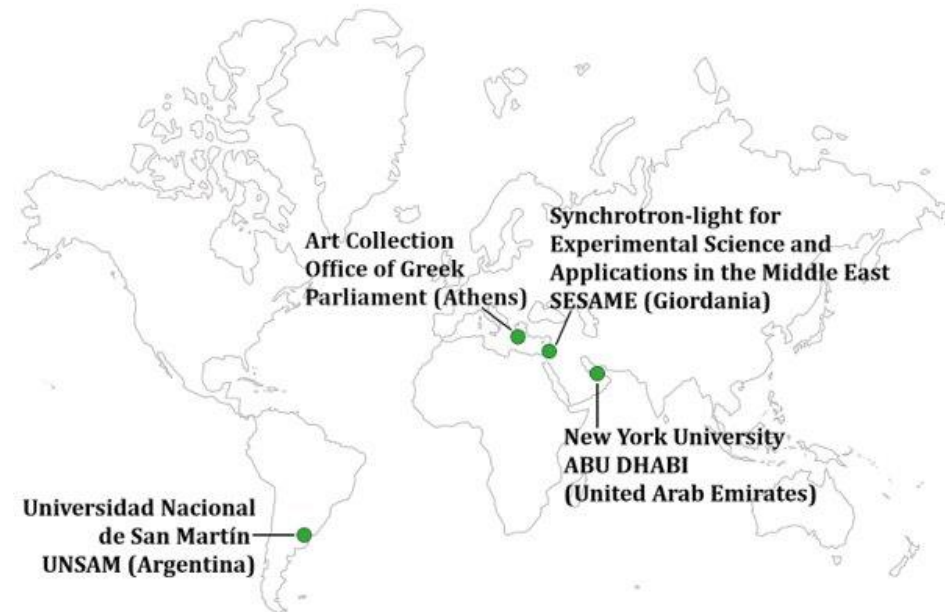 Art Collection
Office of Greek
Parliament (Athens)
Synchrotron-light for
Experimental Science and
Applications in the Middle East
SESAME (Giordania)
New York University
ABU DHABI
(United Arab Emirates)
Universidad Nacional
de San Martín
UNSAM (Argentina)